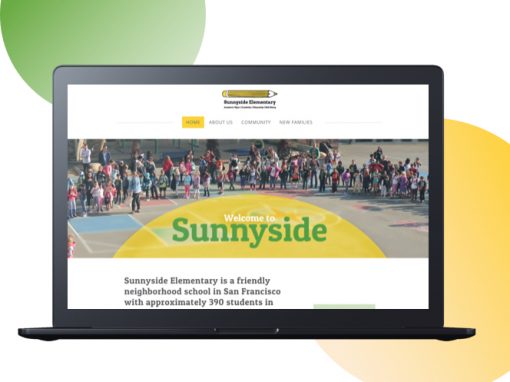 Sunnyside Elementary
HOME ABOUT US COMMUNITY NEW FAMILIES
Welcome to
Sunnyside
Sunnyside Elementary is a friendly
neighborhood school in San Francisco
with approximately 390 students in